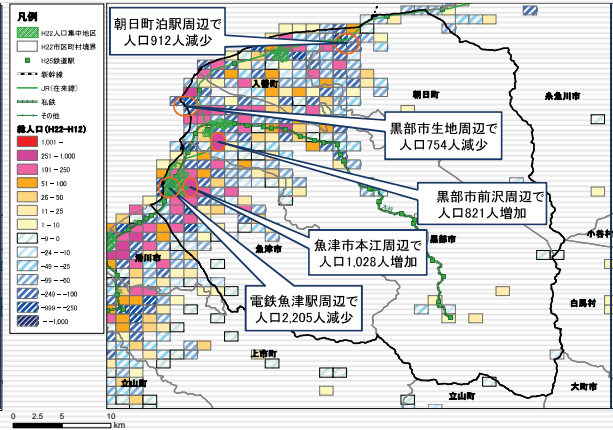 凡例
H22人口集中地区
H22市区町村境界
H25鉄道駅
新幹線
JR(在来線)
私鉄
その他
総人口(H22-H12)
1,001 -
251 - 1,000
101 - 250
51 - 100
26 - 50
11 - 25
1 - 10
-9 - 0
-24 - -10
-49 - -25
-99 - -50
-249 - -100
-999 - -250
- -1,000
朝日町泊駅周辺で
人口912人減少
入善町
朝日町
糸魚川市
黒部市生地周辺で
人口754人減少
黒部市前沢周辺で
人口821人増加
魚津市本江周辺で
人口1,028人増加
魚津市
黒部市
小谷村
滑川市
電鉄魚津駅周辺で
人口2,205人減少
白馬村
上市町
立山町
立山町
大町市
0 2.5 5 10
km